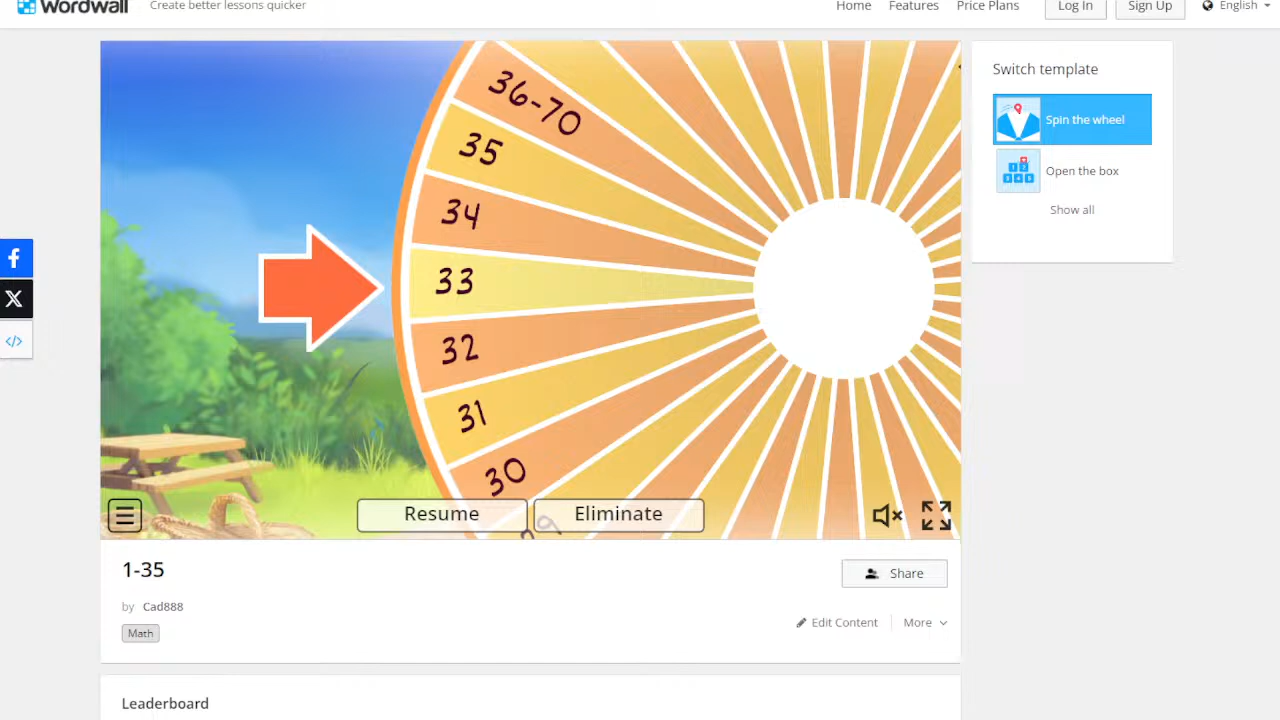 Wordwall
Create better lessons quicker
Home
Features
Price Plans
Log In
Sign Up
English
36-70
35
34
33
32
31
30
29
Resume
Eliminate
Switch template
Spin the wheel
Open the box
Show all
1-35
Share
by Cad888
Edit Content
More
Math
Leaderboard